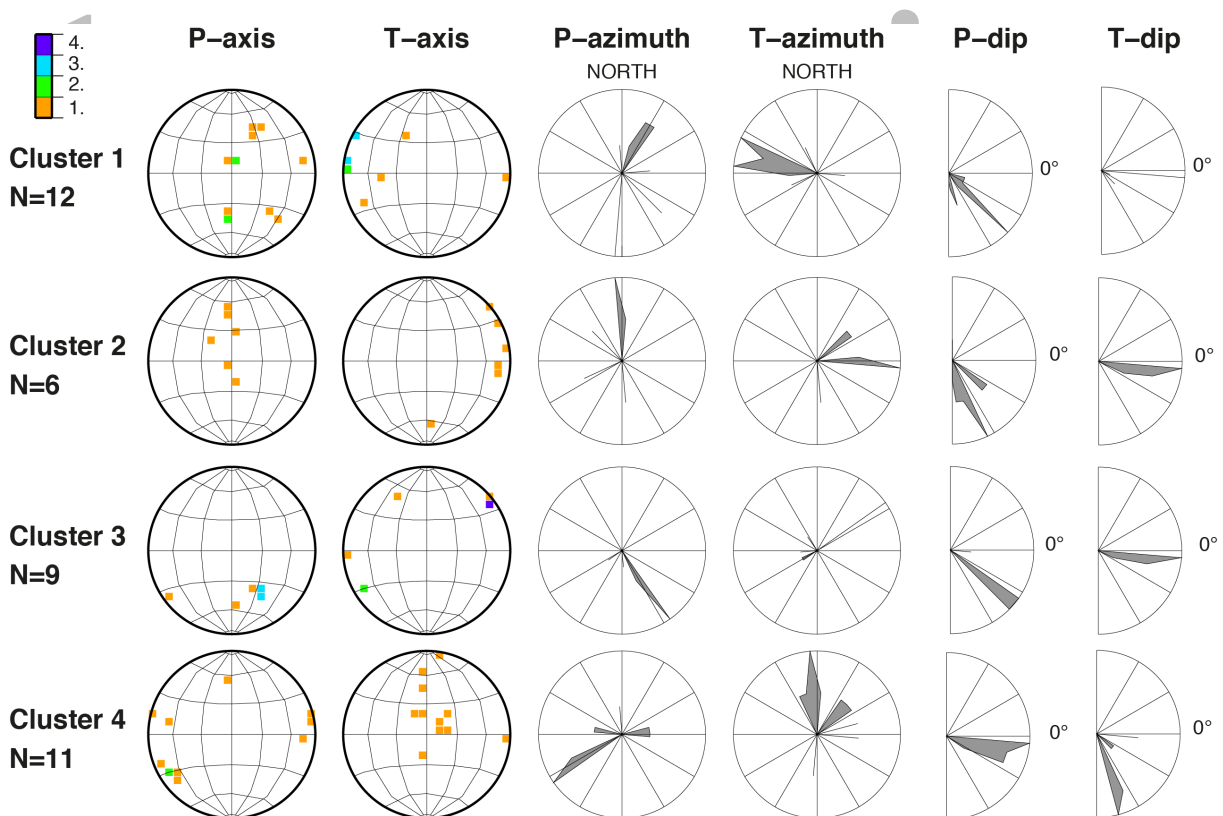 P–axis T–axis P–azimuth T–azimuth P–dip T–dip
4.
3.
2.
1.
NORTH NORTH
Cluster 1
N=12
0° 0°
Cluster 2
N=6
0° 0°
Cluster 3
N=9
0° 0°
Cluster 4
N=11
0° 0°